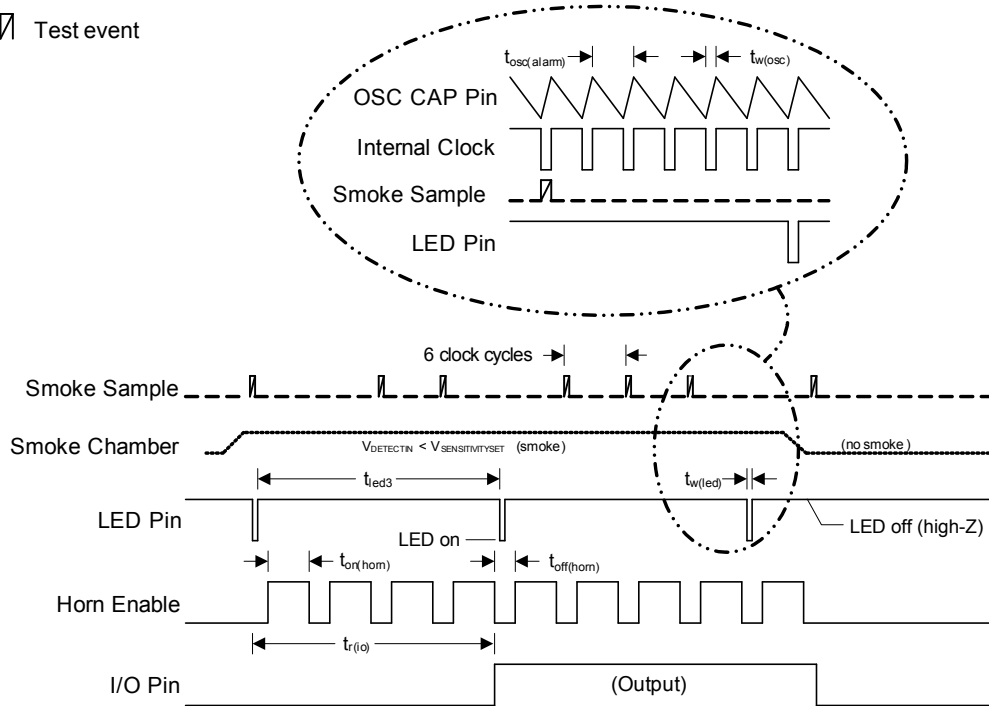 Test event
t_osc(alarm) t_w(osc)
OSC CAP Pin
Internal Clock
Smoke Sample
LED Pin
6 clock cycles
Smoke Sample
Smoke Chamber
V_DETECTIN < V_SENSITIVITYSET (smoke)
(no smoke)
t_led3 t_w(led)
LED Pin
LED on
LED off (high-Z)
t_on(horn) t_off(horn)
Horn Enable
t_r(io)
I/O Pin
(Output)